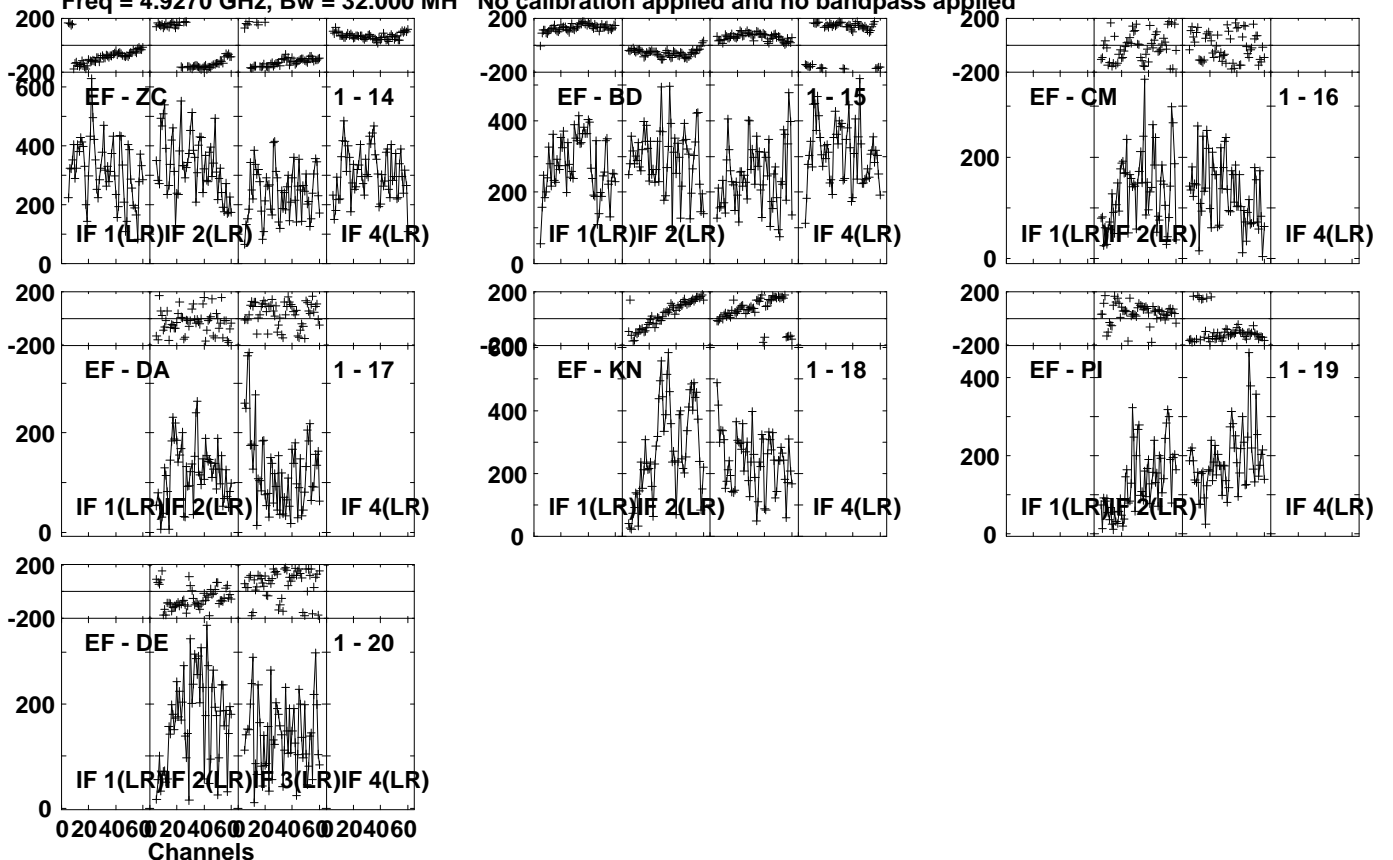 Freq = 4.9270 GHz, Bw = 32.000 MH No calibration applied and no bandpass applied
200
-200
600
400
200
0
EF - ZC
1 - 14
IF 1(LR)
IF 2(LR)
IF 4(LR)
200
-200
400
200
0
EF - BD
1 - 15
IF 1(LR)
IF 2(LR)
IF 4(LR)
200
-200
200
0
EF - CM
1 - 16
IF 1(LR)
IF 2(LR)
IF 4(LR)
200
-200
200
0
EF - DA
1 - 17
IF 1(LR)
IF 2(LR)
IF 4(LR)
200
-200
600
400
200
0
EF - KN
1 - 18
IF 1(LR)
IF 2(LR)
IF 4(LR)
200
-200
400
200
0
EF - PI
1 - 19
IF 1(LR)
IF 2(LR)
IF 4(LR)
200
-200
200
0
EF - DE
1 - 20
IF 1(LR)
IF 2(LR)
IF 3(LR)
IF 4(LR)
0 20 40 60
0 20 40 60
0 20 40 60
0 20 40 60
Channels